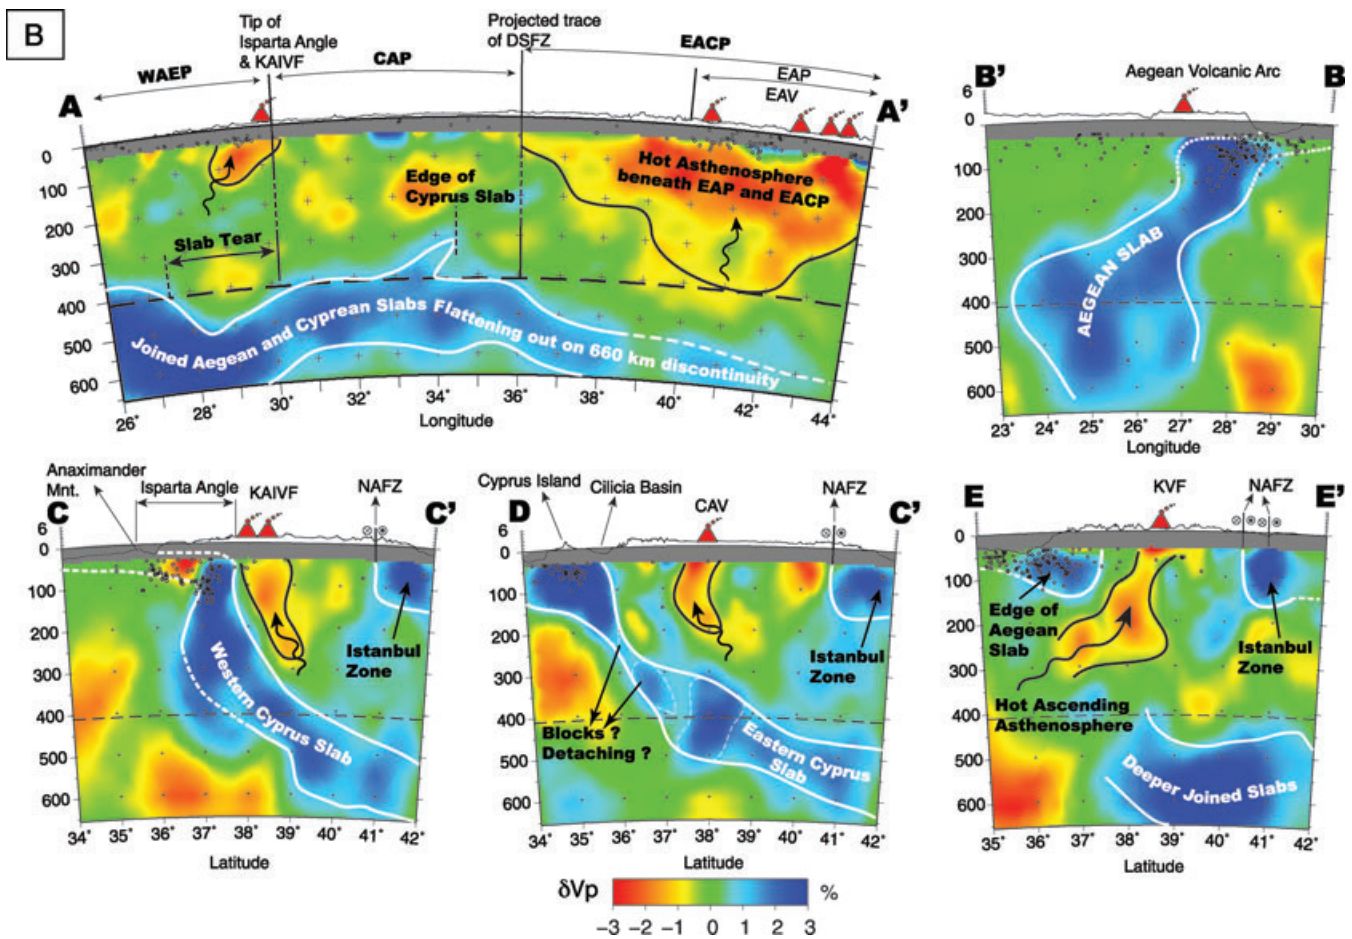 B
Tip of
Isparta Angle
& KAIVF
Projected trace
of DSFZ
WAEP
CAP
EACP
EAP
EAV
A
A'
0
100
200
300
400
500
600
Edge of
Cyprus Slab
Hot Asthenosphere
beneath EAP and EACP
Slab Tear
Joined Aegean and Cyprean Slabs Flattening out on 660 km discontinuity
26° 28° 30° 32° 34° 36° 38° 40° 42° 44°
Longitude
B'
Aegean Volcanic Arc
B
6
0
6
0
0
100
200
300
400
500
600
AEGEAN SLAB
23° 24° 25° 26° 27° 28° 29° 30°
Longitude
Anaximander
Mnt.
Isparta Angle
KAIVF
NAFZ
C
C'
6
0
0
100
200
300
400
500
600
Istanbul
Zone
Western Cyprus Slab
34° 35° 36° 37° 38° 39° 40° 41° 42°
Latitude
Cyprus Island
Cilicia Basin
CAV
NAFZ
D
C'
6
0
0
100
200
300
400
500
600
Istanbul
Zone
Blocks ?
Detaching ?
Eastern Cyprus
Slab
34° 35° 36° 37° 38° 39° 40° 41° 42°
Latitude
KVF
NAFZ
E
E'
6
0
0
100
200
300
400
500
600
Edge of
Aegean
Slab
Istanbul
Zone
Hot Ascending
Asthenosphere
Deeper Joined Slabs
35° 36° 37° 38° 39° 40° 41° 42°
Latitude
δVp
%
−3 −2 −1 0 1 2 3